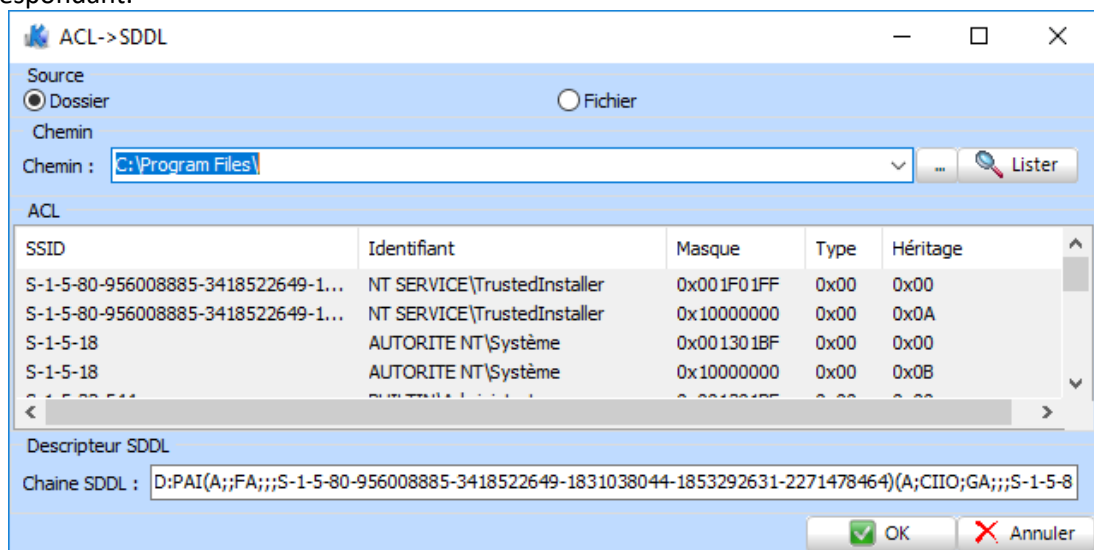 ACL->SDDL
Source
Dossier Fichier
Chemin
Chemin : C:\Program Files\ ... Lister
ACL
SSID Identifiant Masque Type Héritage
S-1-5-80-956008885-3418522649-1... NT SERVICE\TrustedInstaller 0x001F01FF 0x00 0x00
S-1-5-80-956008885-3418522649-1... NT SERVICE\TrustedInstaller 0x10000000 0x00 0x0A
S-1-5-18 AUTORITE NT\Système 0x001301BF 0x00 0x00
S-1-5-18 AUTORITE NT\Système 0x10000000 0x00 0x0B
Descripteur SDDL
Chaine SDDL : D:PAI(A;;FA;;;S-1-5-80-956008885-3418522649-1831038044-1853292631-2271478464)(A;CIIO;GA;;;S-1-5-8
OK Annuler